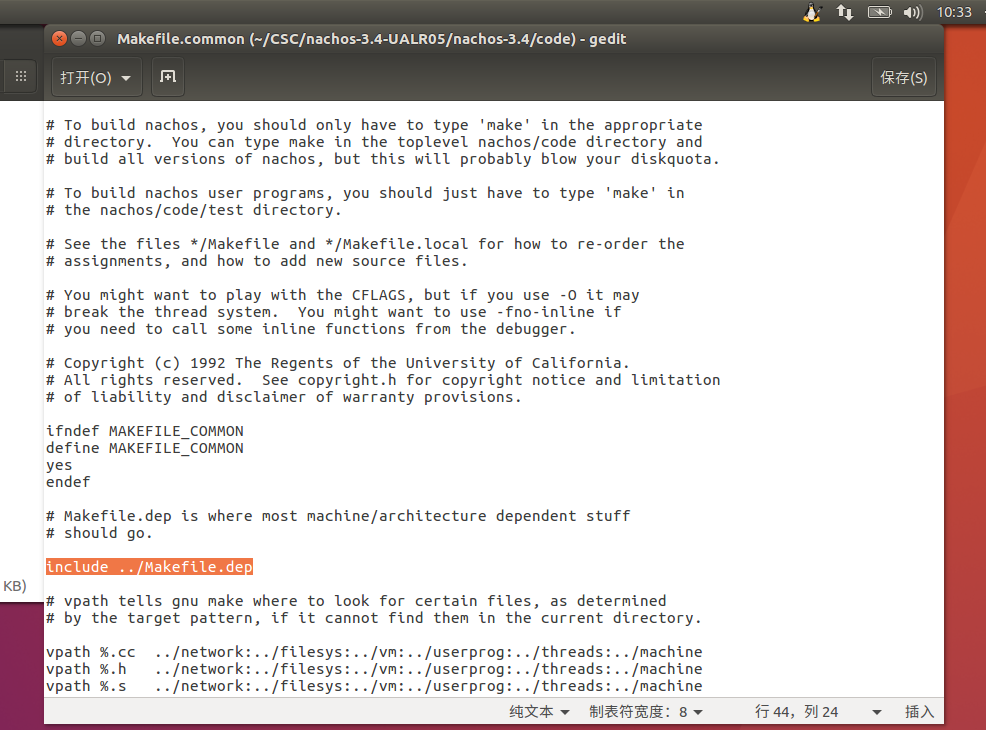 10:33
Makefile.common (~/CSC/nachos-3.4-UALR05/nachos-3.4/code) - gedit
打开(O)
保存(S)
# To build nachos, you should only have to type 'make' in the appropriate
# directory.  You can type make in the toplevel nachos/code directory and
# build all versions of nachos, but this will probably blow your diskquota.
# To build nachos user programs, you should just have to type 'make' in
# the nachos/code/test directory.
# See the files */Makefile and */Makefile.local for how to re-order the
# assignments, and how to add new source files.
# You might want to play with the CFLAGS, but if you use -O it may
# break the thread system.  You might want to use -fno-inline if
# you need to call some inline functions from the debugger.
# Copyright (c) 1992 The Regents of the University of California.
# All rights reserved.  See copyright.h for copyright notice and limitation
# of liability and disclaimer of warranty provisions.
ifndef MAKEFILE_COMMON
define MAKEFILE_COMMON
yes
endef
# Makefile.dep is where most machine/architecture dependent stuff
# should go.
include ../Makefile.dep
KB)
# vpath tells gnu make where to look for certain files, as determined
# by the target pattern, if it cannot find them in the current directory.
vpath %.cc  ../network:../filesys:../vm:../userprog:../threads:../machine
vpath %.h   ../network:../filesys:../vm:../userprog:../threads:../machine
vpath %.s   ../network:../filesys:../vm:../userprog:../threads:../machine
纯文本 制表符宽度：8 行 44，列 24 插入